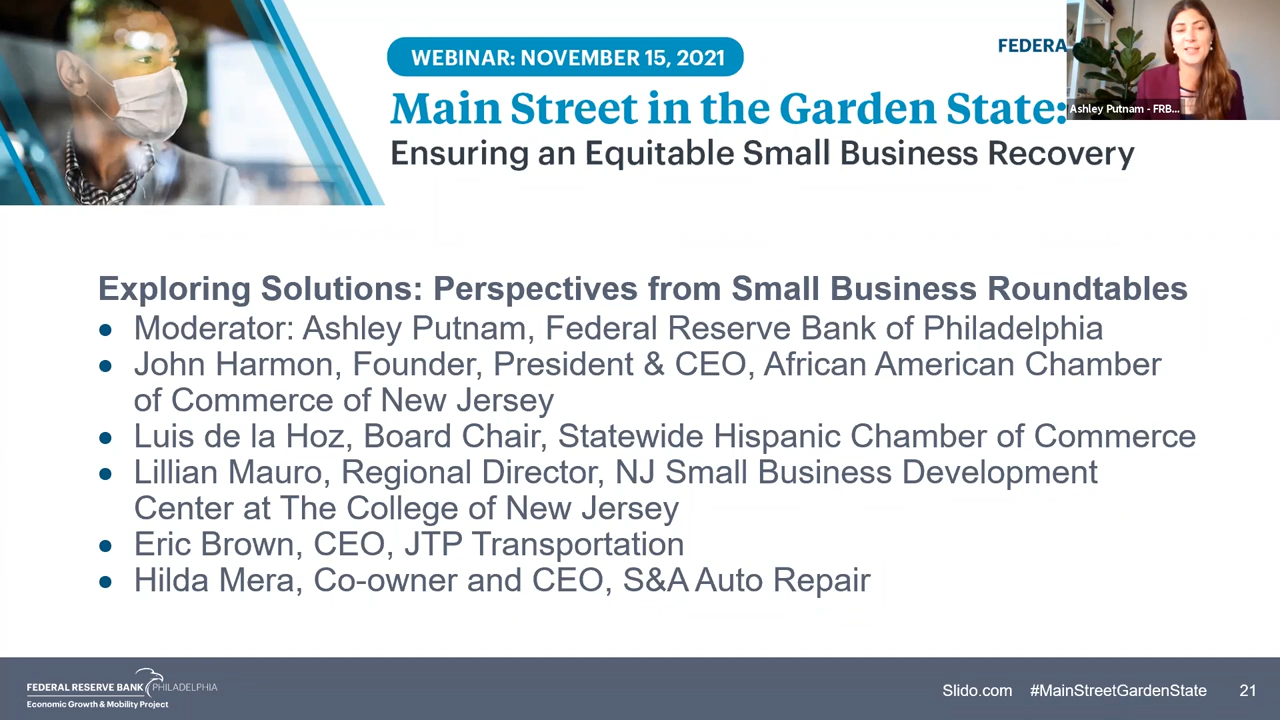 WEBINAR: NOVEMBER 15, 2021
FEDERA
Main Street in the Garden State:
Ensuring an Equitable Small Business Recovery
Ashley Putnam - FRB...
Exploring Solutions: Perspectives from Small Business Roundtables
• Moderator: Ashley Putnam, Federal Reserve Bank of Philadelphia
• John Harmon, Founder, President & CEO, African American Chamber
of Commerce of New Jersey
• Luis de la Hoz, Board Chair, Statewide Hispanic Chamber of Commerce
• Lillian Mauro, Regional Director, NJ Small Business Development
Center at The College of New Jersey
• Eric Brown, CEO, JTP Transportation
• Hilda Mera, Co-owner and CEO, S&A Auto Repair
FEDERAL RESERVE BANK PHILADELPHIA
Economic Growth & Mobility Project
Slido.com #MainStreetGardenState 21